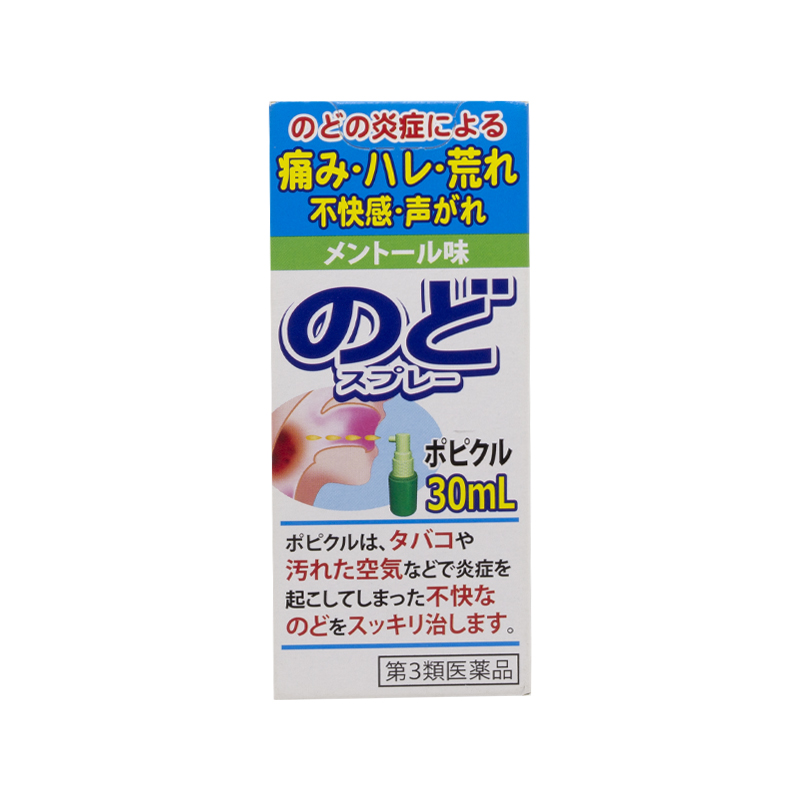 のどの炎症による
痛み・ハレ・荒れ
不快感・声がれ
メントール味
のど
スプレー
ポピクル
30mL
ポピクルは、タバコや
汚れた空気などで炎症を
起こしてしまった不快な
のどをスッキリ治します。
第3類医薬品